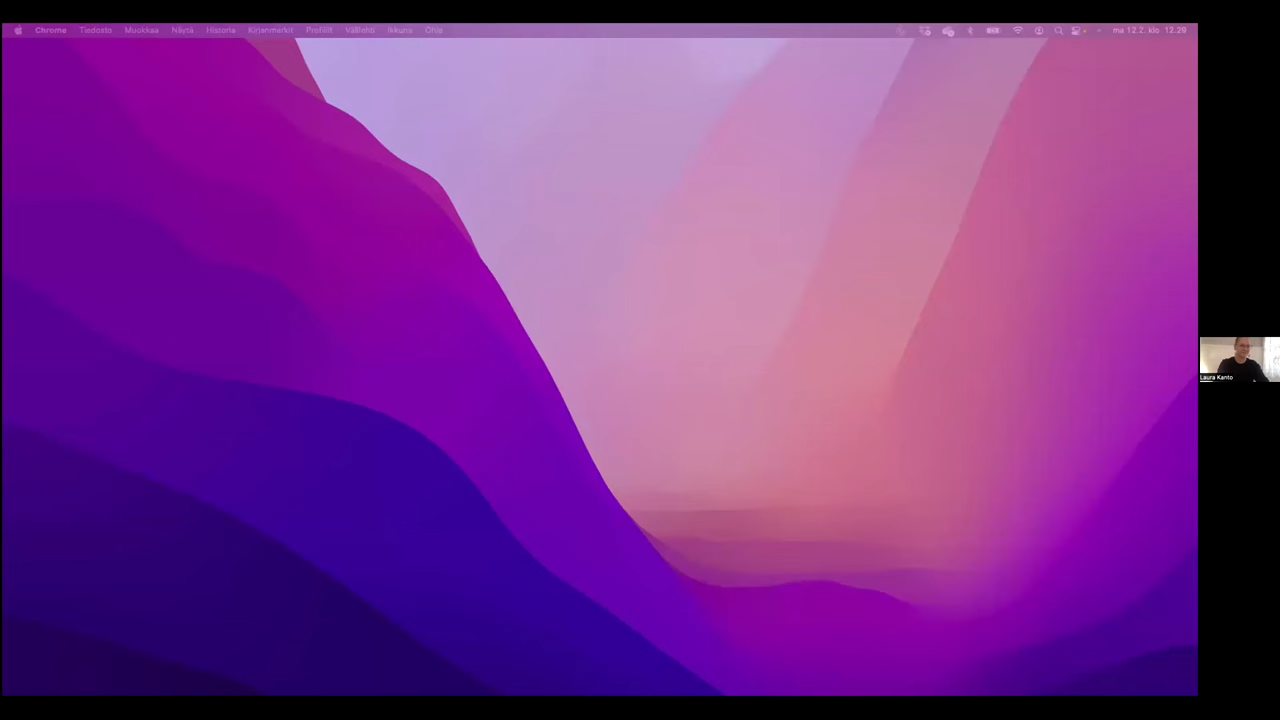 Chrome Tiedosto Muokkaa Näytä Historia Kirjanmerkit Profiilit Välilehti Ikkuna Ohje
ma 12.2. klo 12.29
Laura Kanto